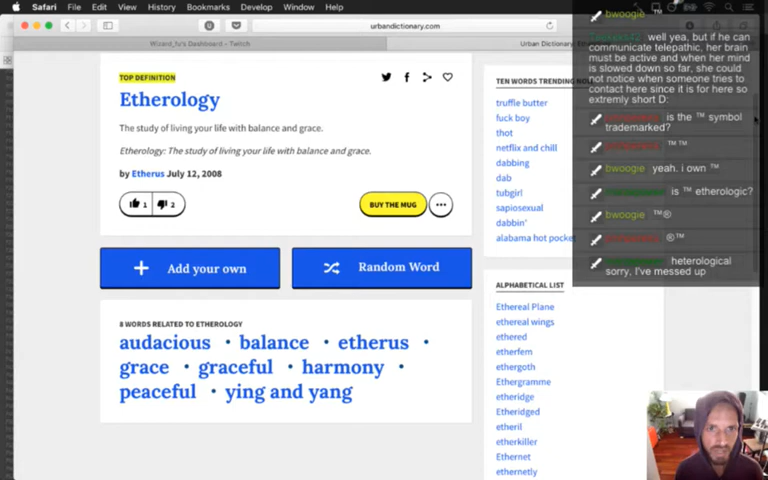 Safari File Edit View History Bookmarks Develop Window Help
urbandictionary.com
Wizard_fu's Dashboard – Twitch
Urban Dictionary:
TOP DEFINITION
Etherology
The study of living your life with balance and grace.
Etherology: The study of living your life with balance and grace.
by Etherus July 12, 2008
1
2
BUY THE MUG
Add your own
Random Word
8 WORDS RELATED TO ETHEROLOGY
audacious • balance • etherus •
grace • graceful • harmony •
peaceful • ying and yang
TEN WORDS TRENDING
truffle butter
fuck boy
thot
netflix and chill
dabbing
dab
tubgirl
sapiosexual
dabbin'
alabama hot pocket
ALPHABETICAL LIST
Ethereal Plane
ethereal wings
ethered
etherfem
ethergoth
Ethergramme
etheridge
Etheridged
etheril
etherkiller
Ethernet
ethernetly
bwoogie ™
well yea, but if he can
communicate telepathic, her brain
must be active and when her mind
is slowed down so far, she could
not notice when someone tries to
contact here since it is for here so
extremly short D:
is the ™ symbol
trademarked?
™ ™
bwoogie yeah. i own ™
is ™ etherologic?
bwoogie ™®
®™
heterological
sorry, I've messed up